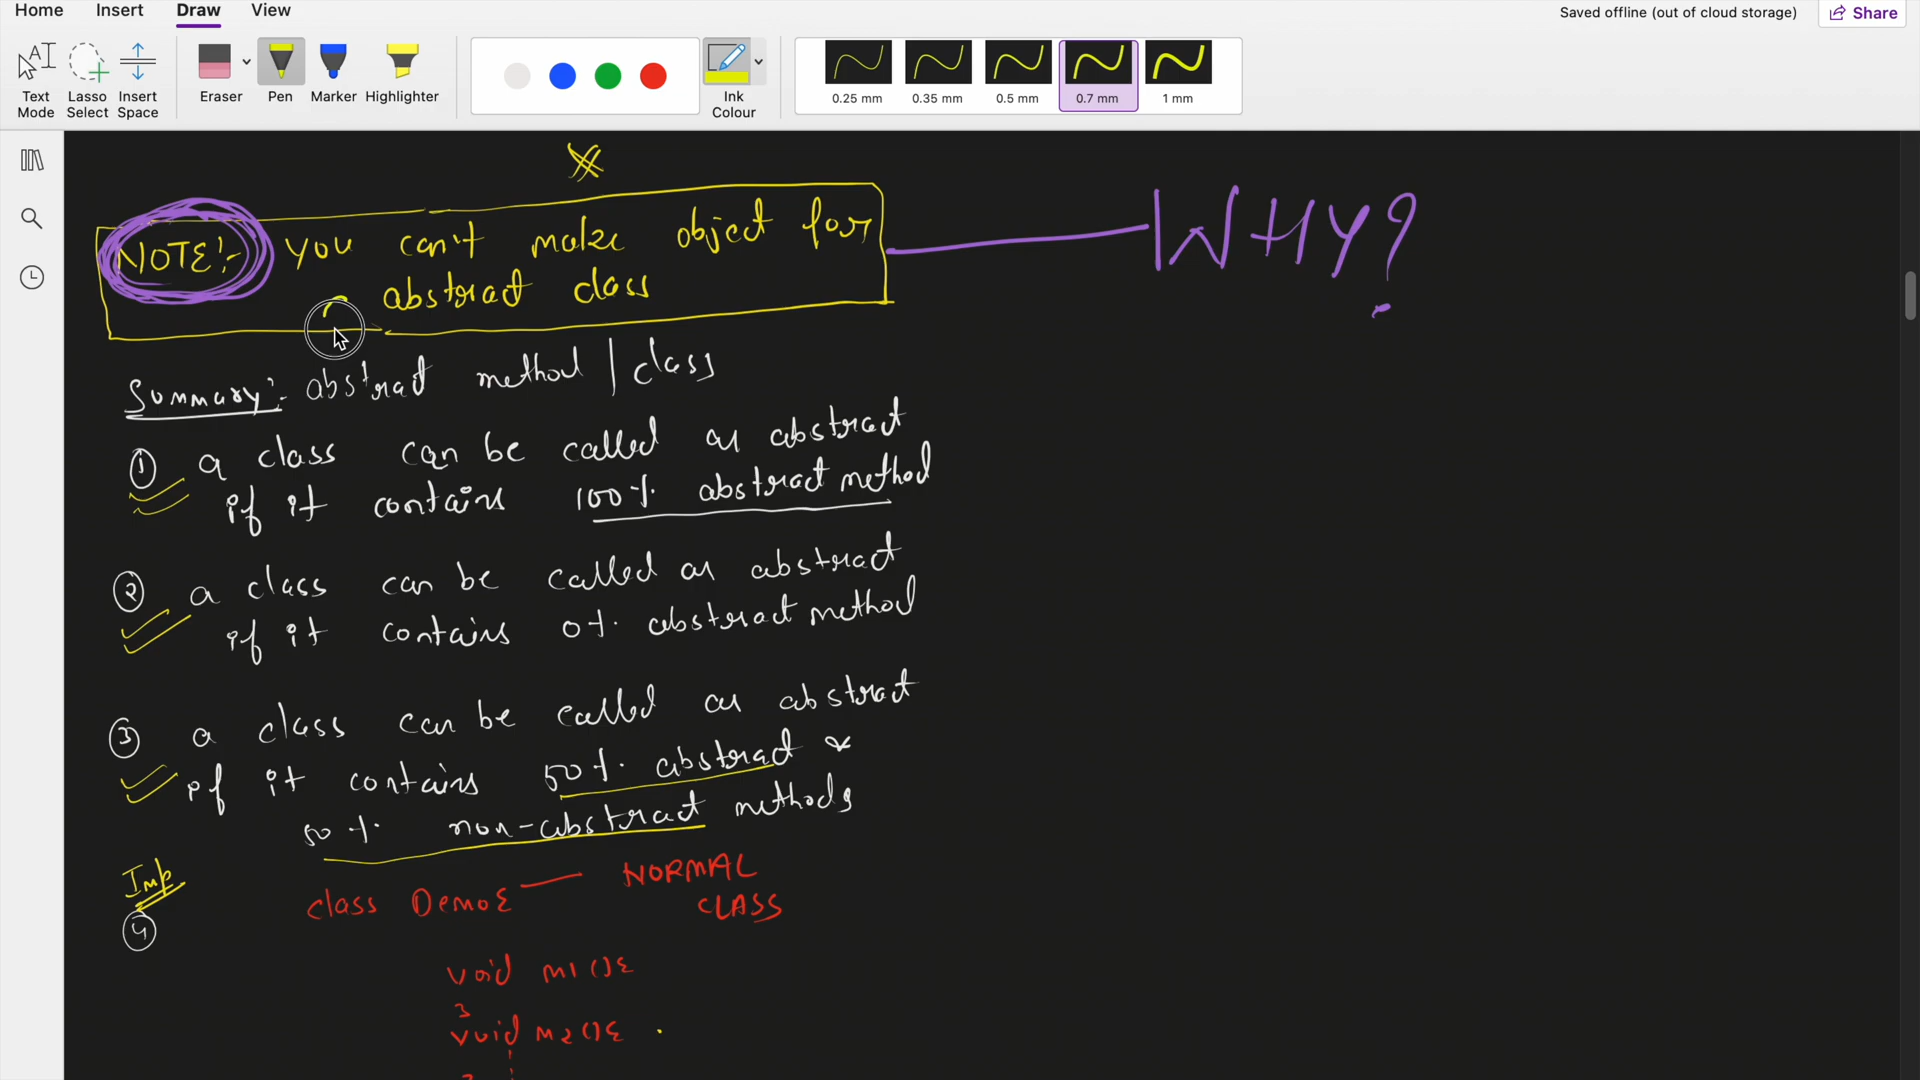 Home Insert Draw View
Saved offline (out of cloud storage) Share
Text Mode
Lasso Select
Insert Space
Eraser
Pen
Marker
Highlighter
Ink Colour
0.25 mm
0.35 mm
0.5 mm
0.7 mm
1 mm
NOTE!- you can't make object for
abstract class
WHY?
Summary:- abstract method | class
① a class can be called as abstract
if it contains 100% abstract method
② a class can be called as abstract
if it contains 0% abstract method
③ a class can be called as abstract
if it contains 50% abstract &
50% non-abstract methods
Imp
④
class Demo{ — NORMAL
CLASS
void m1(){
}
void m2(){